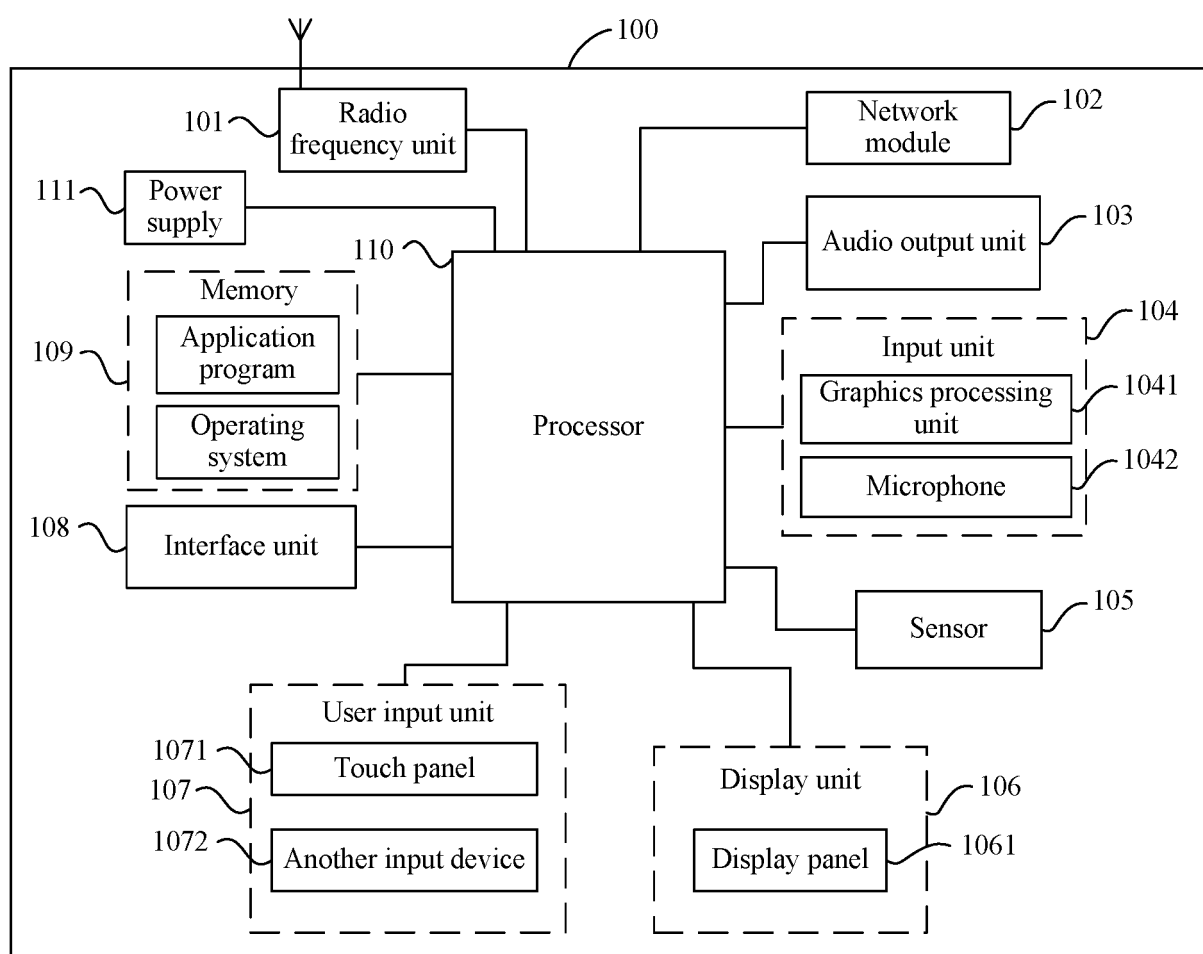 100
101
Radio
frequency unit
Network
module
102
111
Power
supply
110
Audio output unit
103
Memory
Application
program
Operating
system
109
Processor
Input unit
104
Graphics processing
unit
1041
Microphone
1042
108
Interface unit
Sensor
105
User input unit
1071
Touch panel
107
1072
Another input device
Display unit
106
Display panel
1061